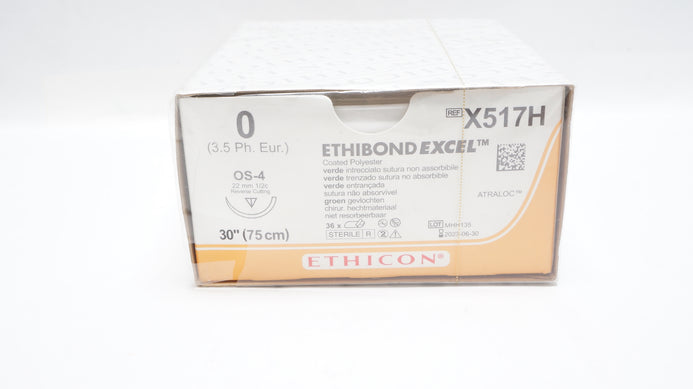 0
(3.5 Ph. Eur.)
OS-4
22 mm 1/2c
Reverse Cutting
30" (75 cm)
REF X517H
ETHIBOND EXCEL™
Coated Polyester
verde intrecciato sutura non assorbibile
verde trenzado sutura no absorbible
verde entrançada
sutura não absorvível
groen gevlochten
chirur. hechtmateriaal
niet resorbeerbaar
36 x
STERILE R
2
ATRALOC™
LOT MHH135
ETHICON®